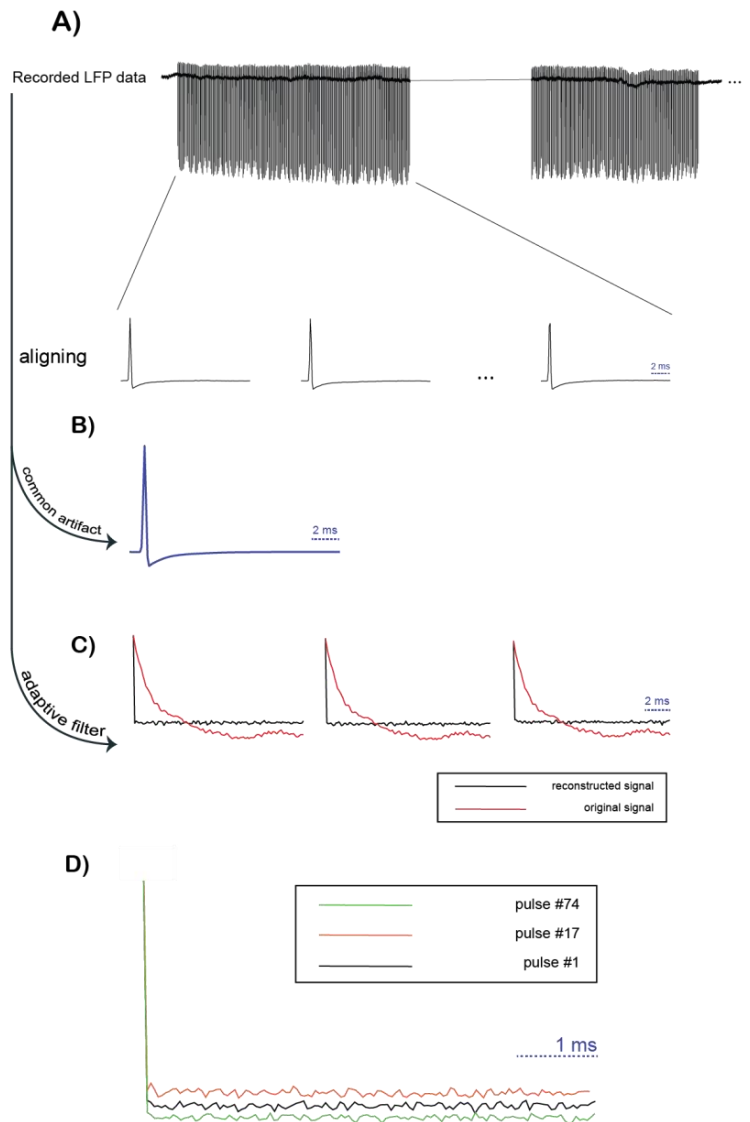 A)
Recorded LFP data
...
aligning
...
2 ms
B)
common artifact
2 ms
C)
adaptive filter
2 ms
reconstructed signal
original signal
D)
pulse #74
pulse #17
pulse #1
1 ms